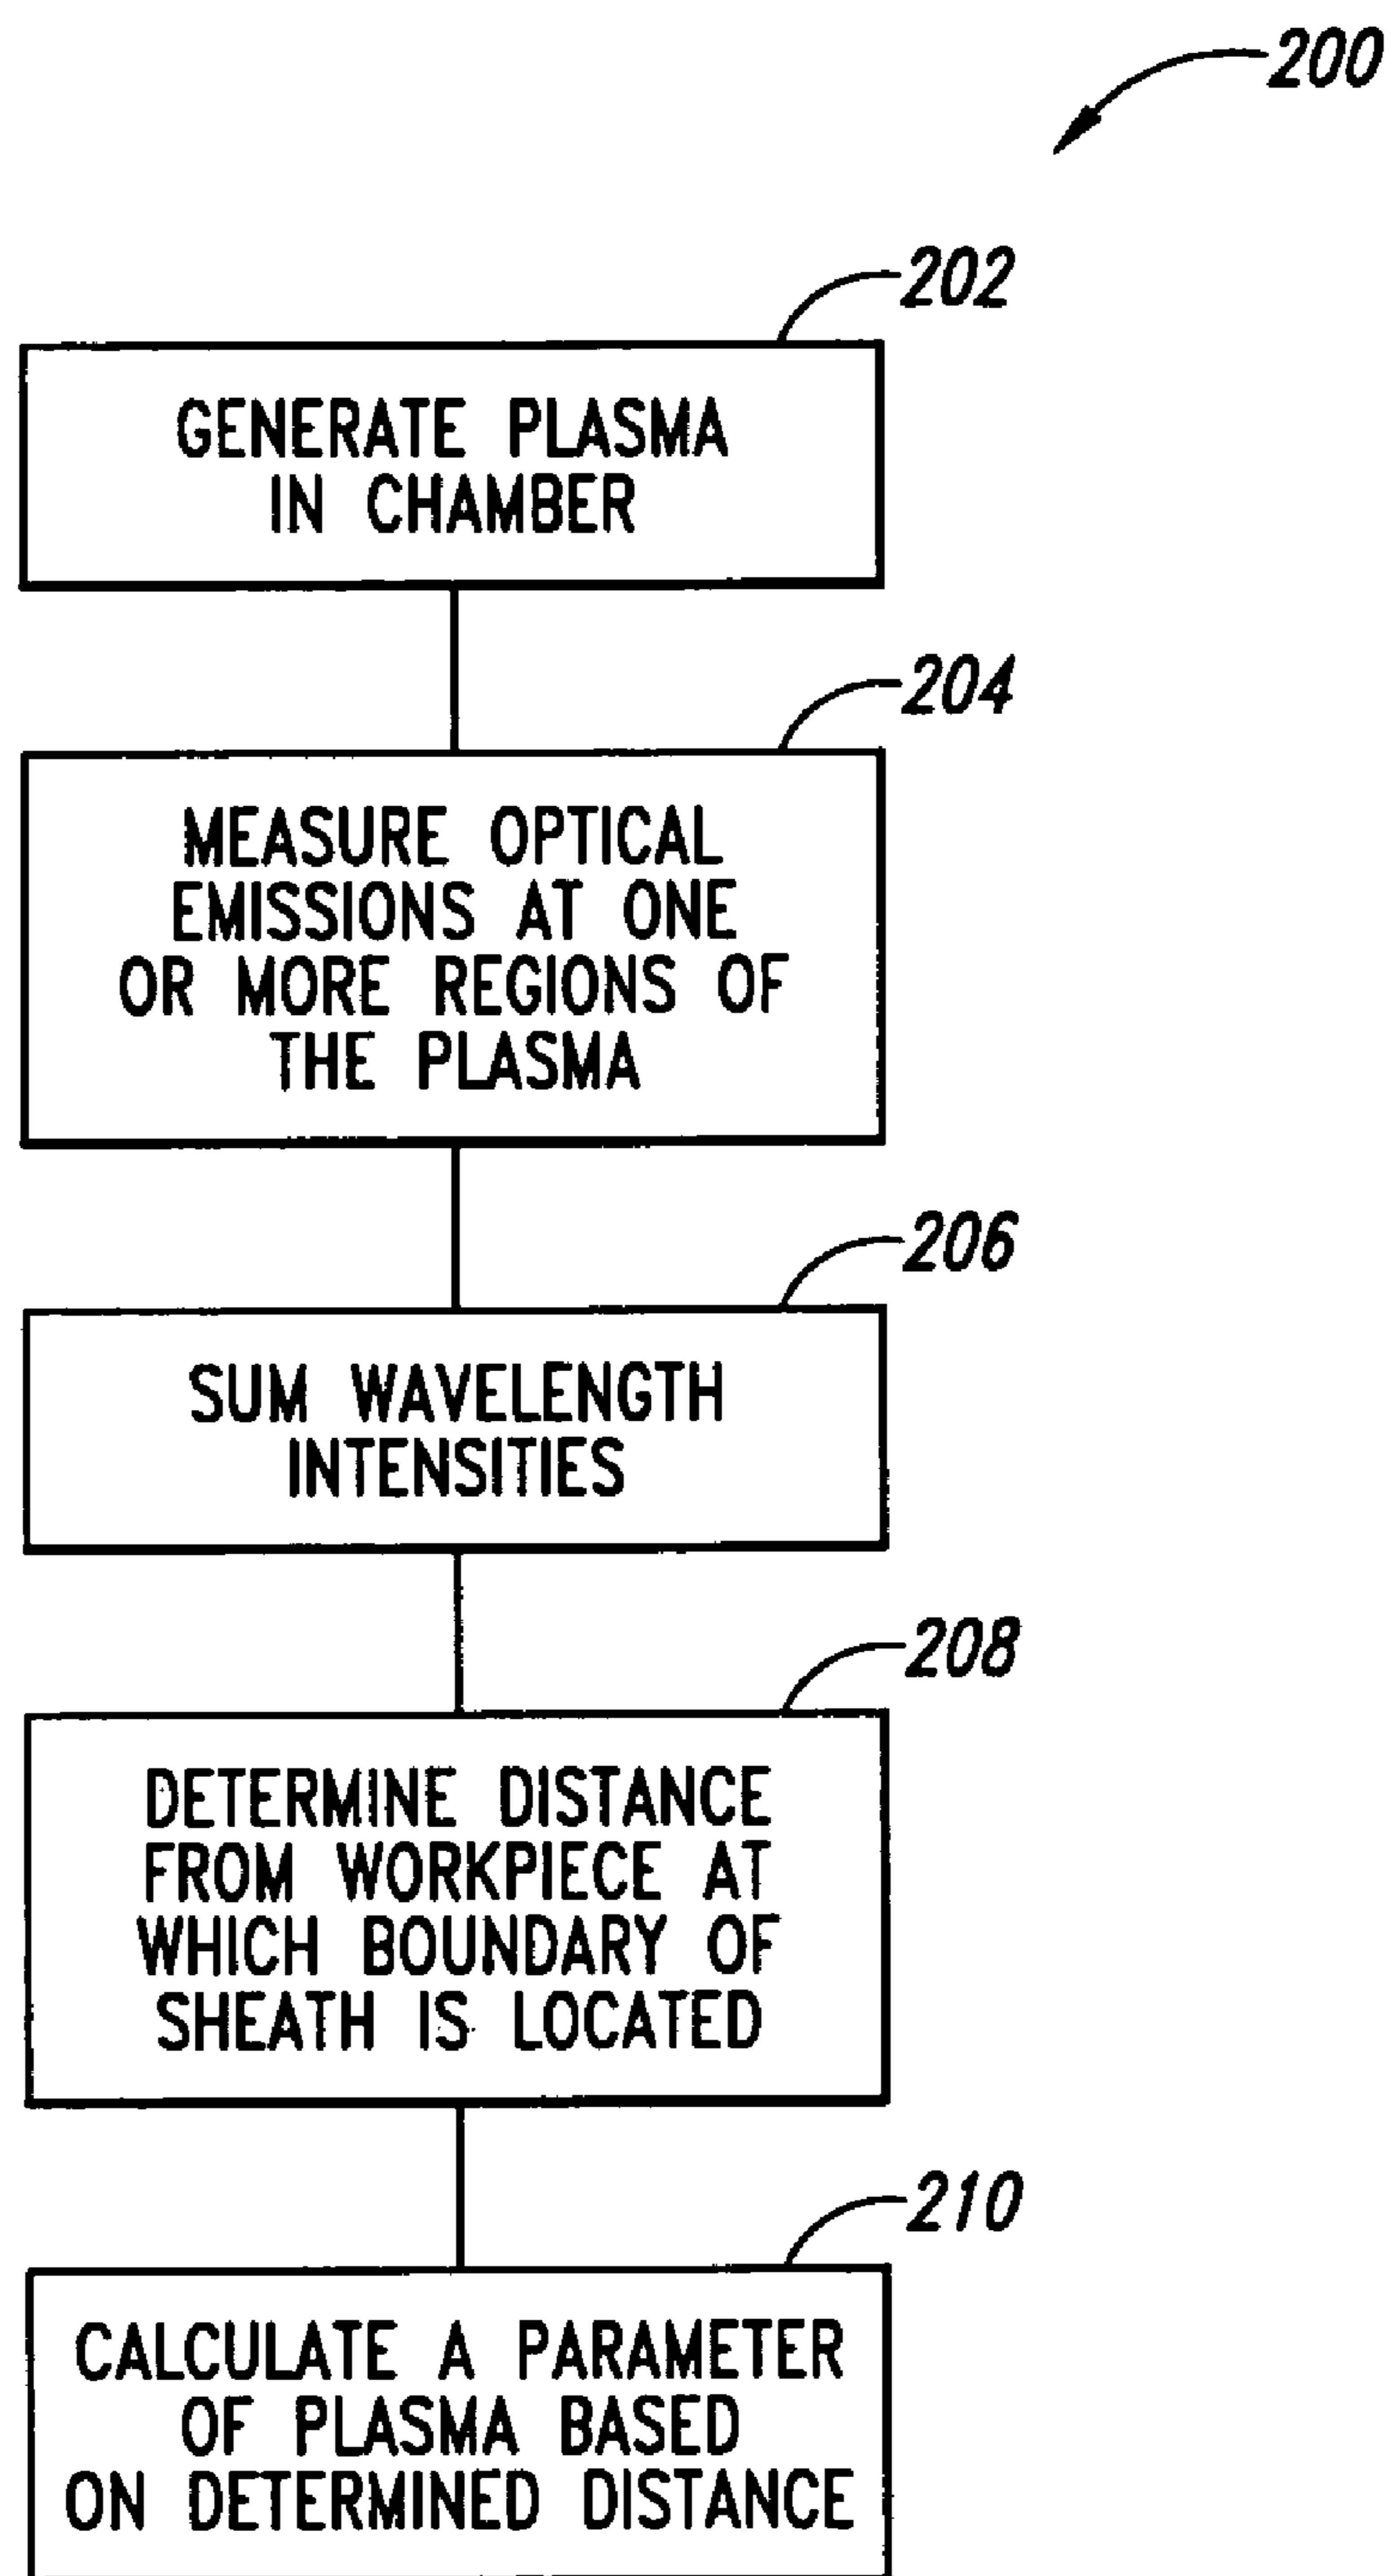 200
202
GENERATE PLASMA
IN CHAMBER
204
MEASURE OPTICAL
EMISSIONS AT ONE
OR MORE REGIONS OF
THE PLASMA
206
SUM WAVELENGTH
INTENSITIES
208
DETERMINE DISTANCE
FROM WORKPIECE AT
WHICH BOUNDARY OF
SHEATH IS LOCATED
210
CALCULATE A PARAMETER
OF PLASMA BASED
ON DETERMINED DISTANCE